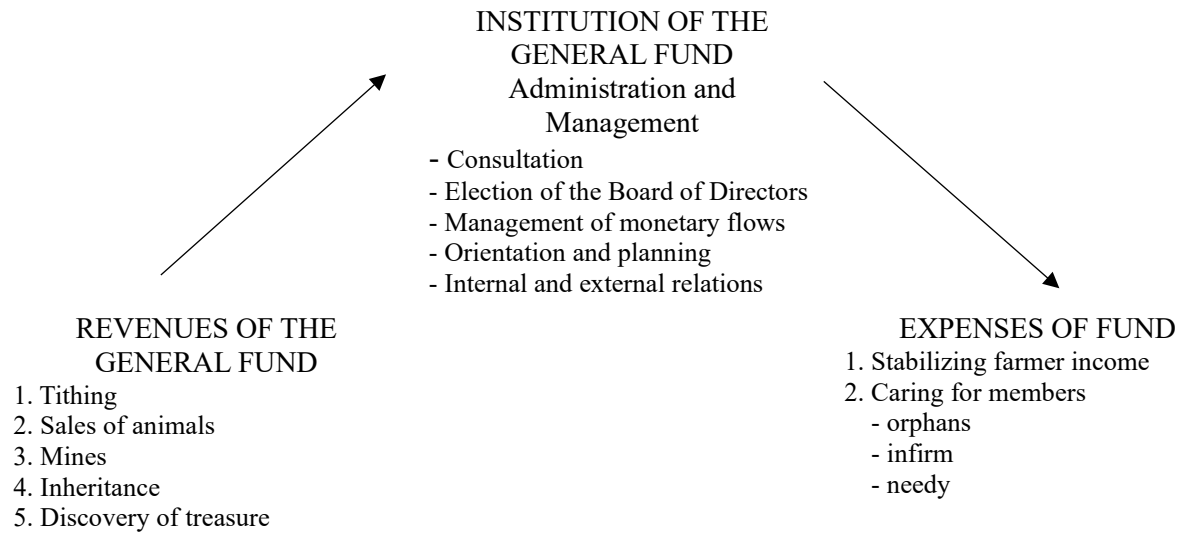 INSTITUTION OF THE
GENERAL FUND
Administration and
Management
- Consultation
- Election of the Board of Directors
- Management of monetary flows
- Orientation and planning
- Internal and external relations
REVENUES OF THE
GENERAL FUND
1. Tithing
2. Sales of animals
3. Mines
4. Inheritance
5. Discovery of treasure
EXPENSES OF FUND
1. Stabilizing farmer income
2. Caring for members
- orphans
- infirm
- needy